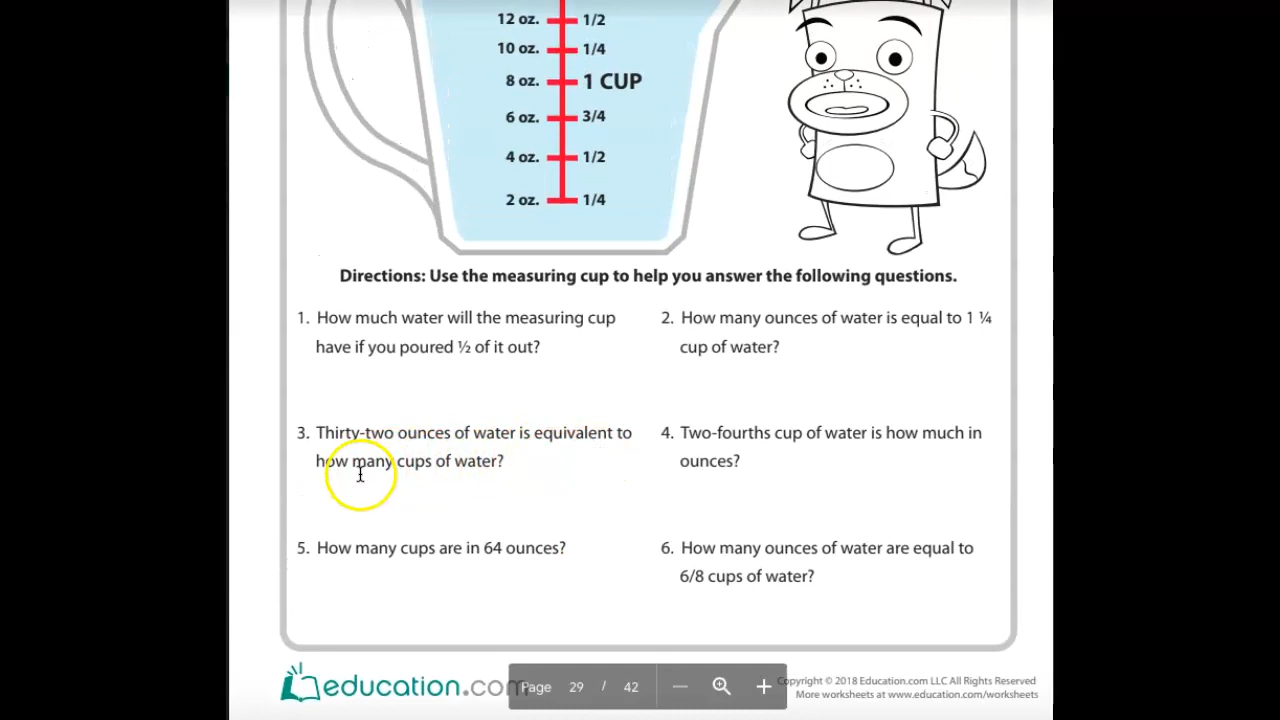 12 oz. 1/2
10 oz. 1/4
8 oz. 1 CUP
6 oz. 3/4
4 oz. 1/2
2 oz. 1/4
Directions: Use the measuring cup to help you answer the following questions.
1. How much water will the measuring cup
have if you poured ½ of it out?
2. How many ounces of water is equal to 1 ¼
cup of water?
3. Thirty-two ounces of water is equivalent to
how many cups of water?
4. Two-fourths cup of water is how much in
ounces?
5. How many cups are in 64 ounces?
6. How many ounces of water are equal to
6/8 cups of water?
education.com
Page 29 / 42
Copyright © 2018 Education.com LLC All Rights Reserved
More worksheets at www.education.com/worksheets